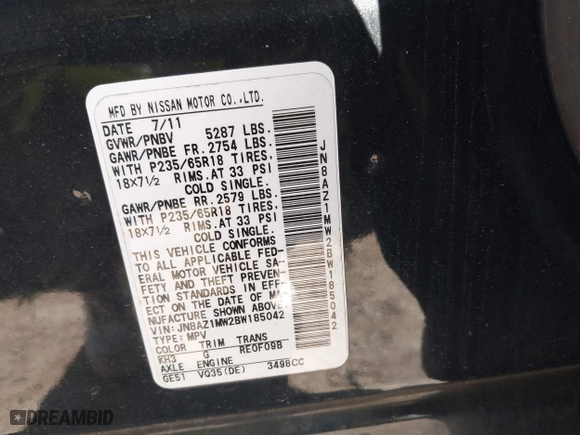 MFD BY NISSAN MOTOR CO.,LTD.
DATE 7/11
GVWR/PNBV 5287 LBS.
GAWR/PNBE FR. 2754 LBS.
WITH P235/65R18 TIRES,
18X7½ RIMS. AT 33 PSI
COLD SINGLE.
GAWR/PNBE RR. 2579 LBS.
WITH P235/65R18 TIRES,
18X7½ RIMS. AT 33 PSI
COLD SINGLE.
THIS VEHICLE CONFORMS
TO ALL APPLICABLE FED-
ERAL MOTOR VEHICLE SA-
FETY AND THEFT PREVEN-
TION STANDARDS IN EFF-
ECT ON THE DATE OF MA-
NUFACTURE SHOWN ABOVE.
VIN: JN8AZ1MW2BW185042
TYPE: MPV
COLOR TRIM TRANS
KH3 G RE0F09B
AXLE ENGINE
GE51 VQ35(DE) 3498CC
JN8AZ1MW2BW185042
DREAMBID